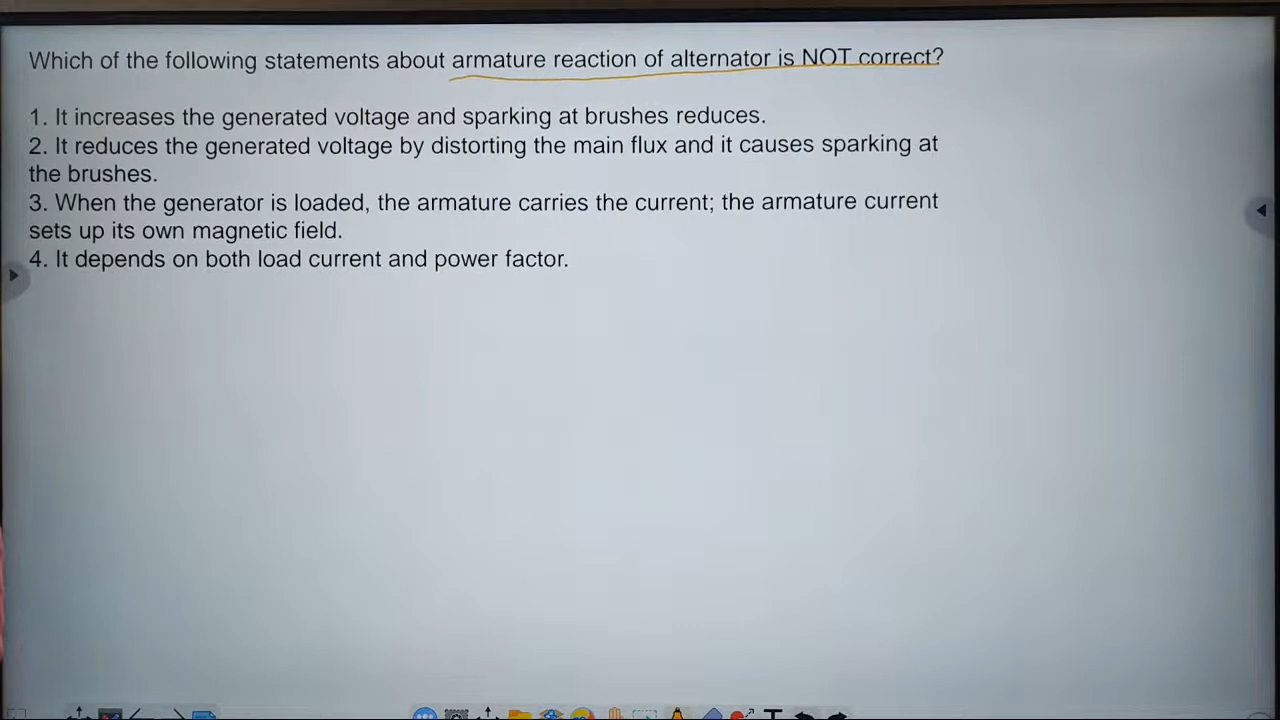 Which of the following statements about armature reaction of alternator is NOT correct?
1. It increases the generated voltage and sparking at brushes reduces.
2. It reduces the generated voltage by distorting the main flux and it causes sparking at
the brushes.
3. When the generator is loaded, the armature carries the current; the armature current
sets up its own magnetic field.
4. It depends on both load current and power factor.